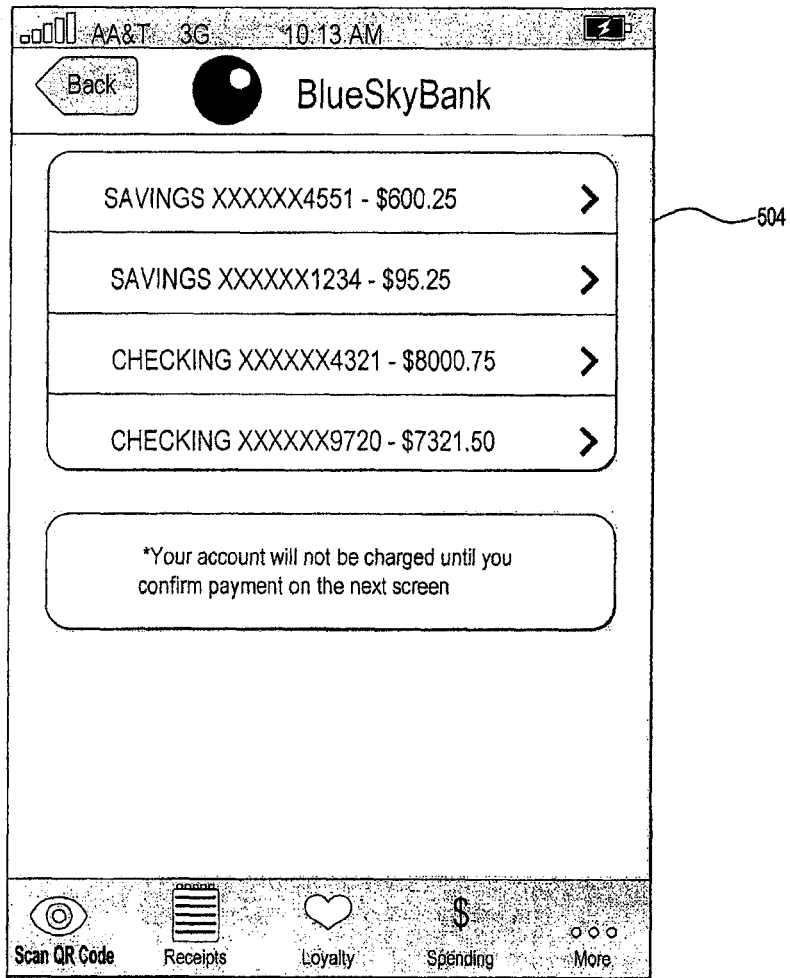 AA&T 3G 10:13 AM
Back
BlueSkyBank
SAVINGS XXXXXX4551 - $600.25
SAVINGS XXXXXX1234 - $95.25
CHECKING XXXXXX4321 - $8000.75
CHECKING XXXXXX9720 - $7321.50
504
*Your account will not be charged until you
confirm payment on the next screen
$
Scan QR Code Receipts Loyalty Spending More